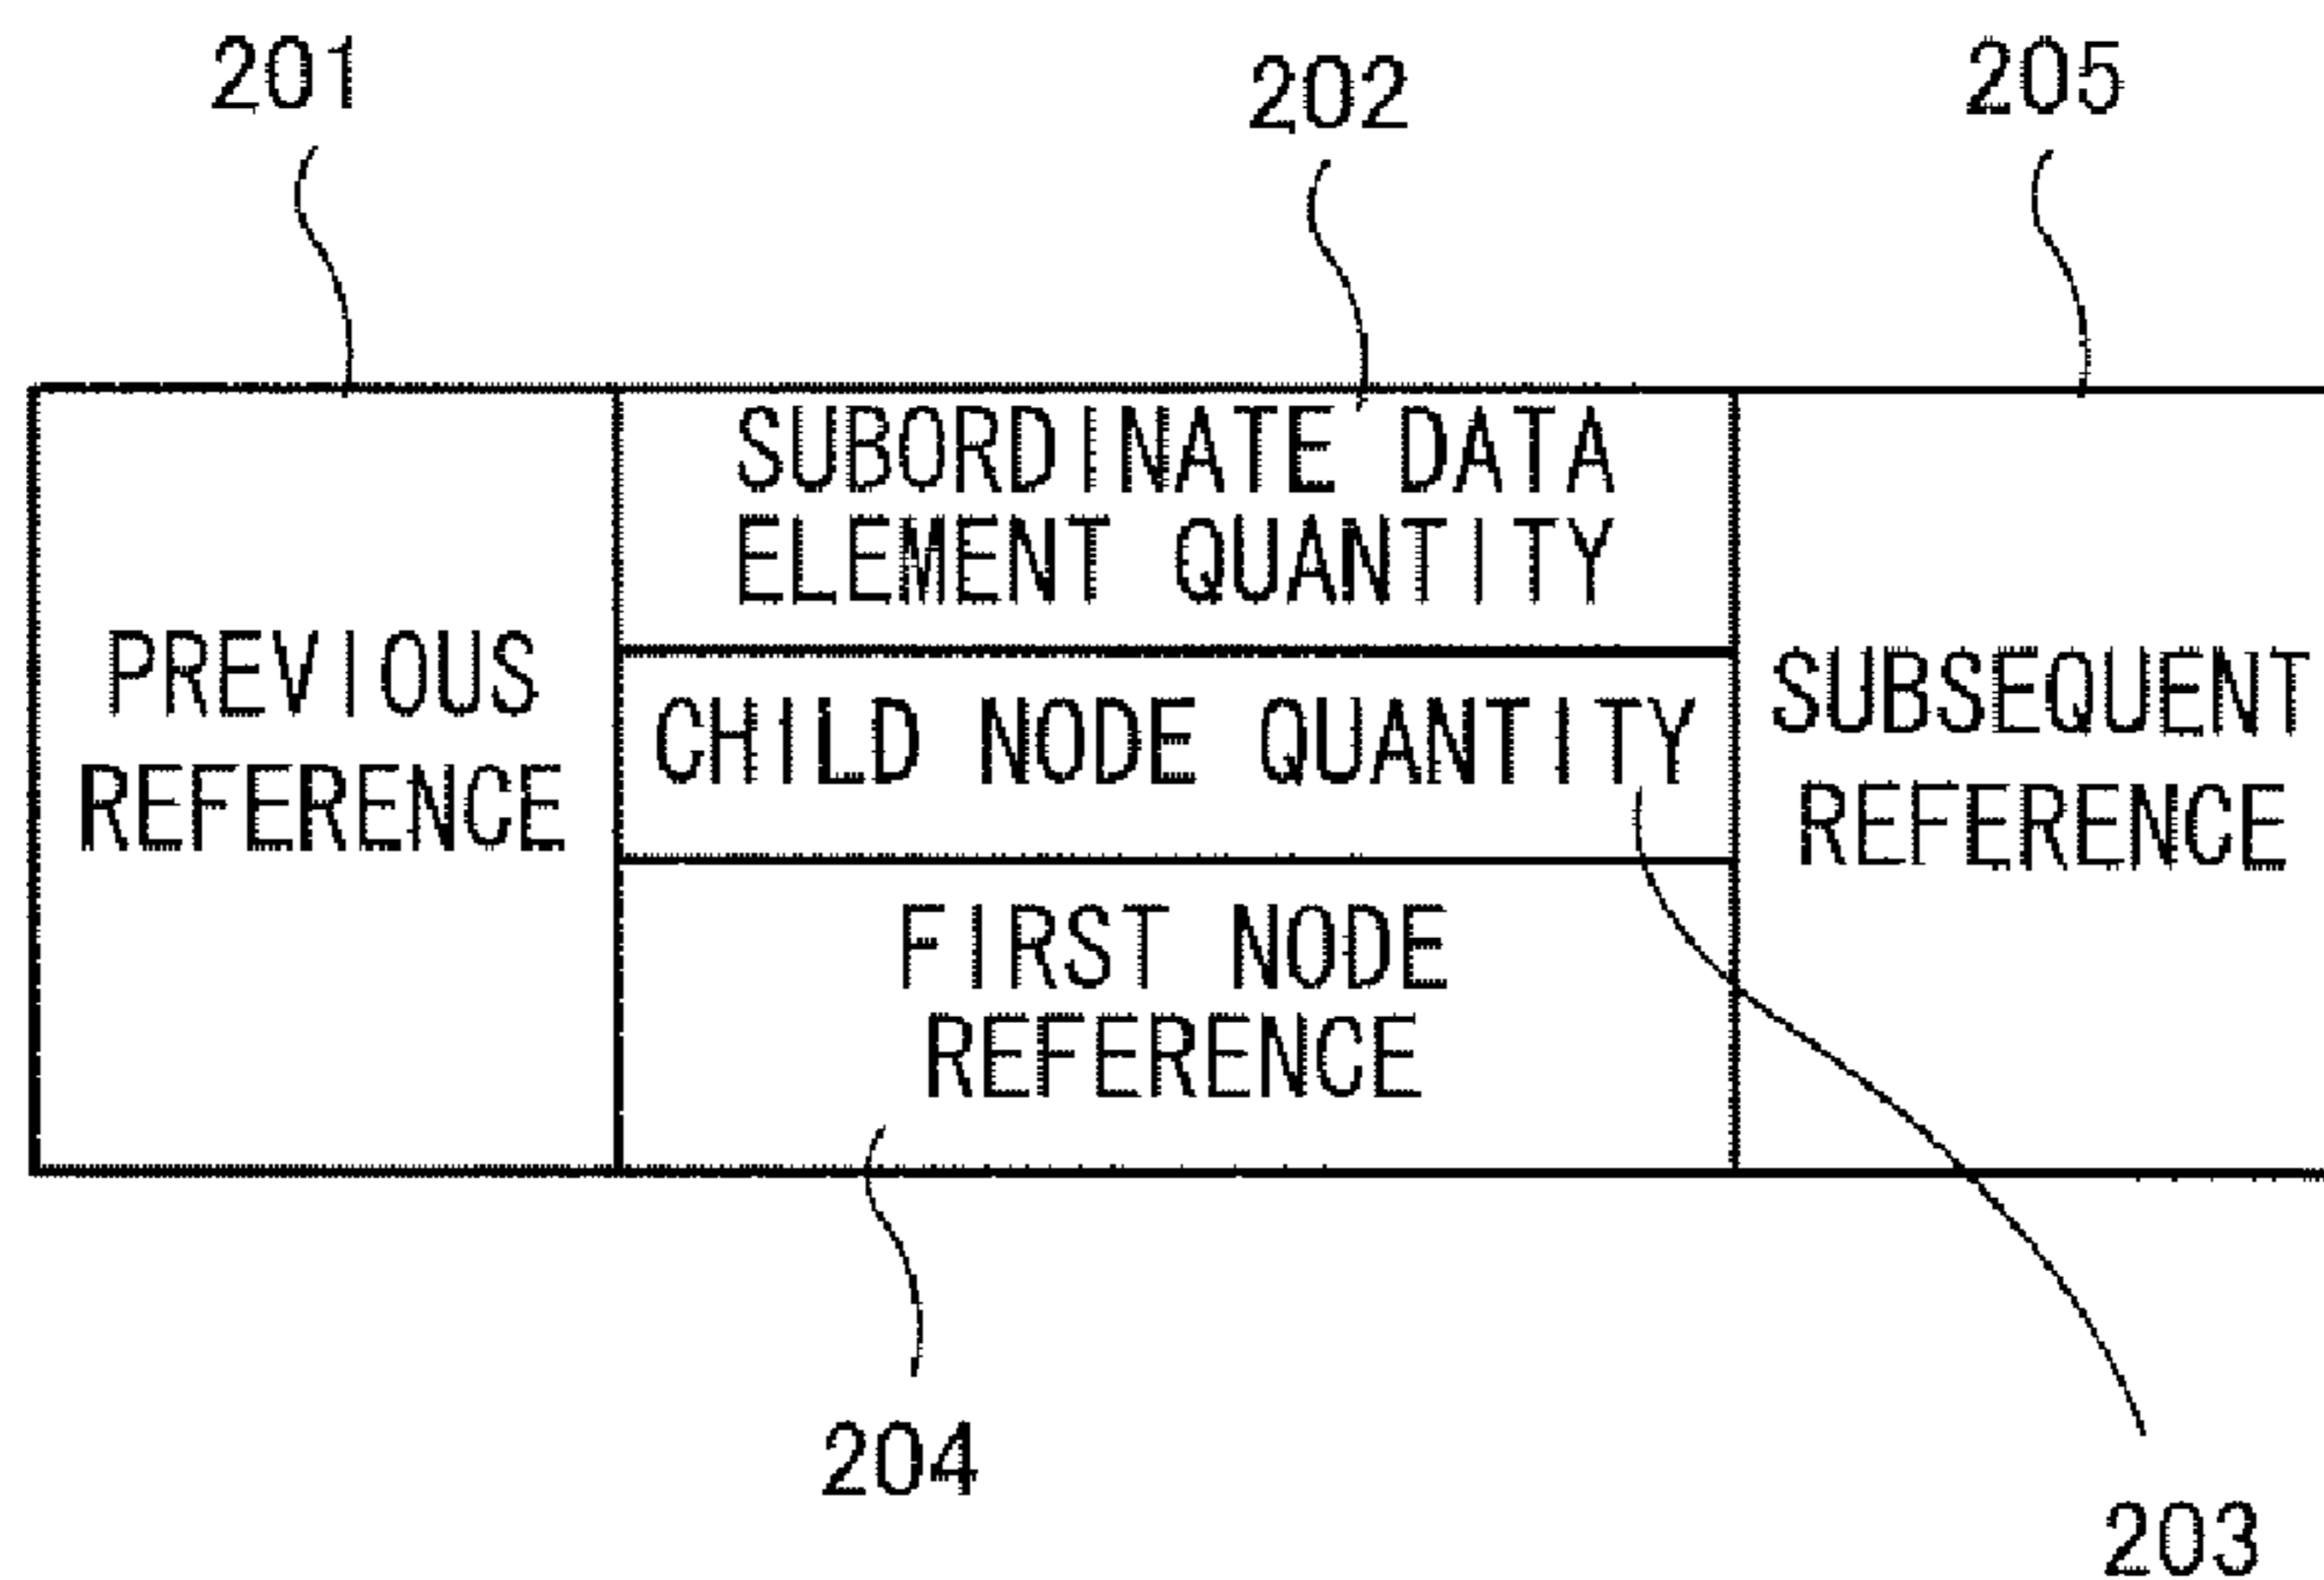 201
202
205
PREVIOUS
REFERENCE
SUBORDINATE DATA
ELEMENT QUANTITY
CHILD NODE QUANTITY
FIRST NODE
REFERENCE
SUBSEQUENT
REFERENCE
204
203